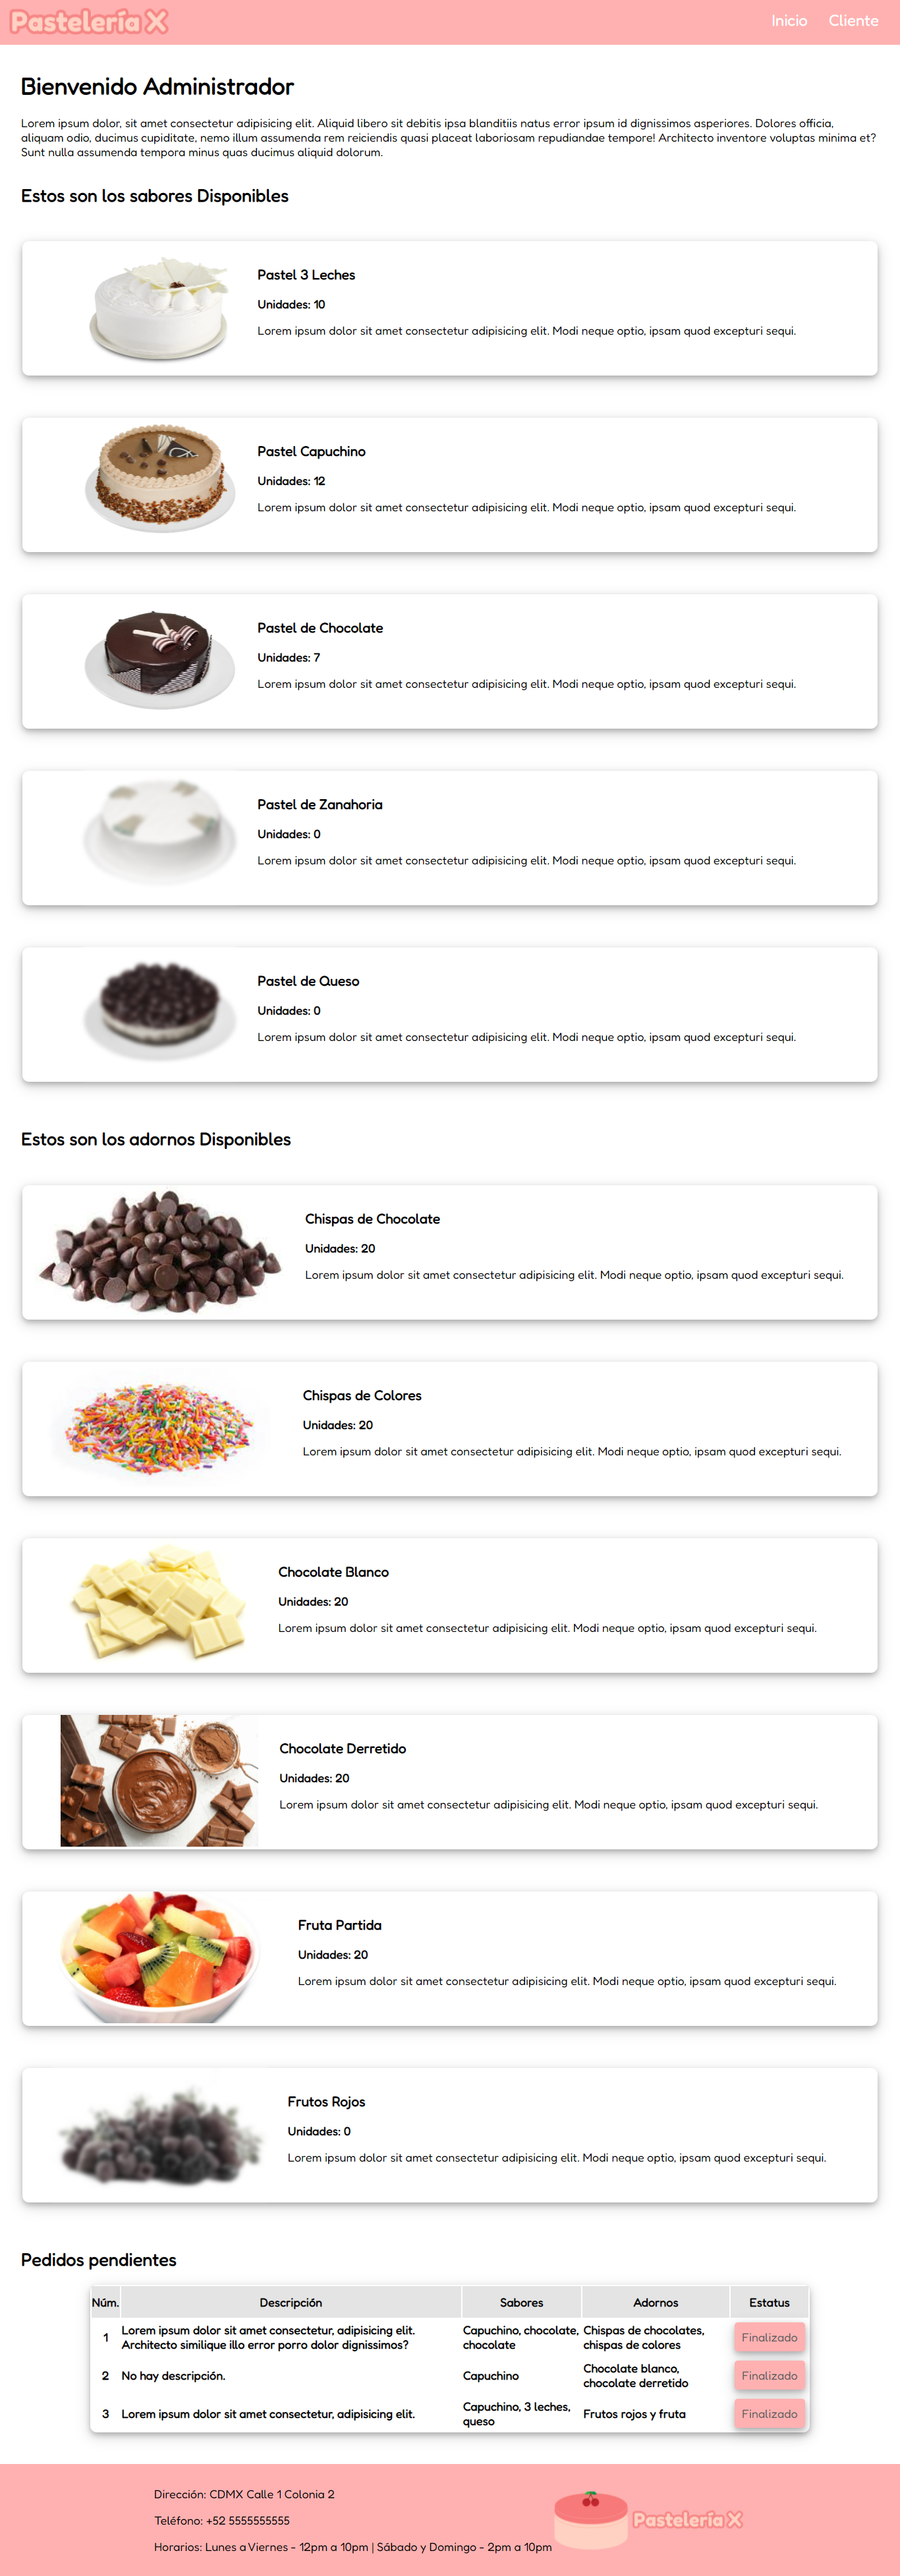 Pastelería X
Inicio
Cliente
Bienvenido Administrador
Lorem ipsum dolor, sit amet consectetur adipisicing elit. Aliquid libero sit debitis ipsa blanditiis natus error ipsum id dignissimos asperiores. Dolores officia,
aliquam odio, ducimus cupiditate, nemo illum assumenda rem reiciendis quasi placeat laboriosam repudiandae tempore! Architecto inventore voluptas minima et?
Sunt nulla assumenda tempora minus quas ducimus aliquid dolorum.
Estos son los sabores Disponibles
Pastel 3 Leches
Unidades: 10
Lorem ipsum dolor sit amet consectetur adipisicing elit. Modi neque optio, ipsam quod excepturi sequi.
Pastel Capuchino
Unidades: 12
Lorem ipsum dolor sit amet consectetur adipisicing elit. Modi neque optio, ipsam quod excepturi sequi.
Pastel de Chocolate
Unidades: 7
Lorem ipsum dolor sit amet consectetur adipisicing elit. Modi neque optio, ipsam quod excepturi sequi.
Pastel de Zanahoria
Unidades: 0
Lorem ipsum dolor sit amet consectetur adipisicing elit. Modi neque optio, ipsam quod excepturi sequi.
Pastel de Queso
Unidades: 0
Lorem ipsum dolor sit amet consectetur adipisicing elit. Modi neque optio, ipsam quod excepturi sequi.
Estos son los adornos Disponibles
Chispas de Chocolate
Unidades: 20
Lorem ipsum dolor sit amet consectetur adipisicing elit. Modi neque optio, ipsam quod excepturi sequi.
Chispas de Colores
Unidades: 20
Lorem ipsum dolor sit amet consectetur adipisicing elit. Modi neque optio, ipsam quod excepturi sequi.
Chocolate Blanco
Unidades: 20
Lorem ipsum dolor sit amet consectetur adipisicing elit. Modi neque optio, ipsam quod excepturi sequi.
Chocolate Derretido
Unidades: 20
Lorem ipsum dolor sit amet consectetur adipisicing elit. Modi neque optio, ipsam quod excepturi sequi.
Fruta Partida
Unidades: 20
Lorem ipsum dolor sit amet consectetur adipisicing elit. Modi neque optio, ipsam quod excepturi sequi.
Frutos Rojos
Unidades: 0
Lorem ipsum dolor sit amet consectetur adipisicing elit. Modi neque optio, ipsam quod excepturi sequi.
Pedidos pendientes
Núm. Descripción Sabores Adornos Estatus
1
Lorem ipsum dolor sit amet consectetur, adipisicing elit.
Architecto similique illo error porro dolor dignissimos?
Capuchino, chocolate,
chocolate
Chispas de chocolates,
chispas de colores
Finalizado
2
No hay descripción.
Capuchino
Chocolate blanco,
chocolate derretido
Finalizado
3
Lorem ipsum dolor sit amet consectetur, adipisicing elit.
Capuchino, 3 leches,
queso
Frutos rojos y fruta
Finalizado
Dirección: CDMX Calle 1 Colonia 2
Teléfono: +52 5555555555
Horarios: Lunes a Viernes - 12pm a 10pm | Sábado y Domingo - 2pm a 10pm
Pastelería X